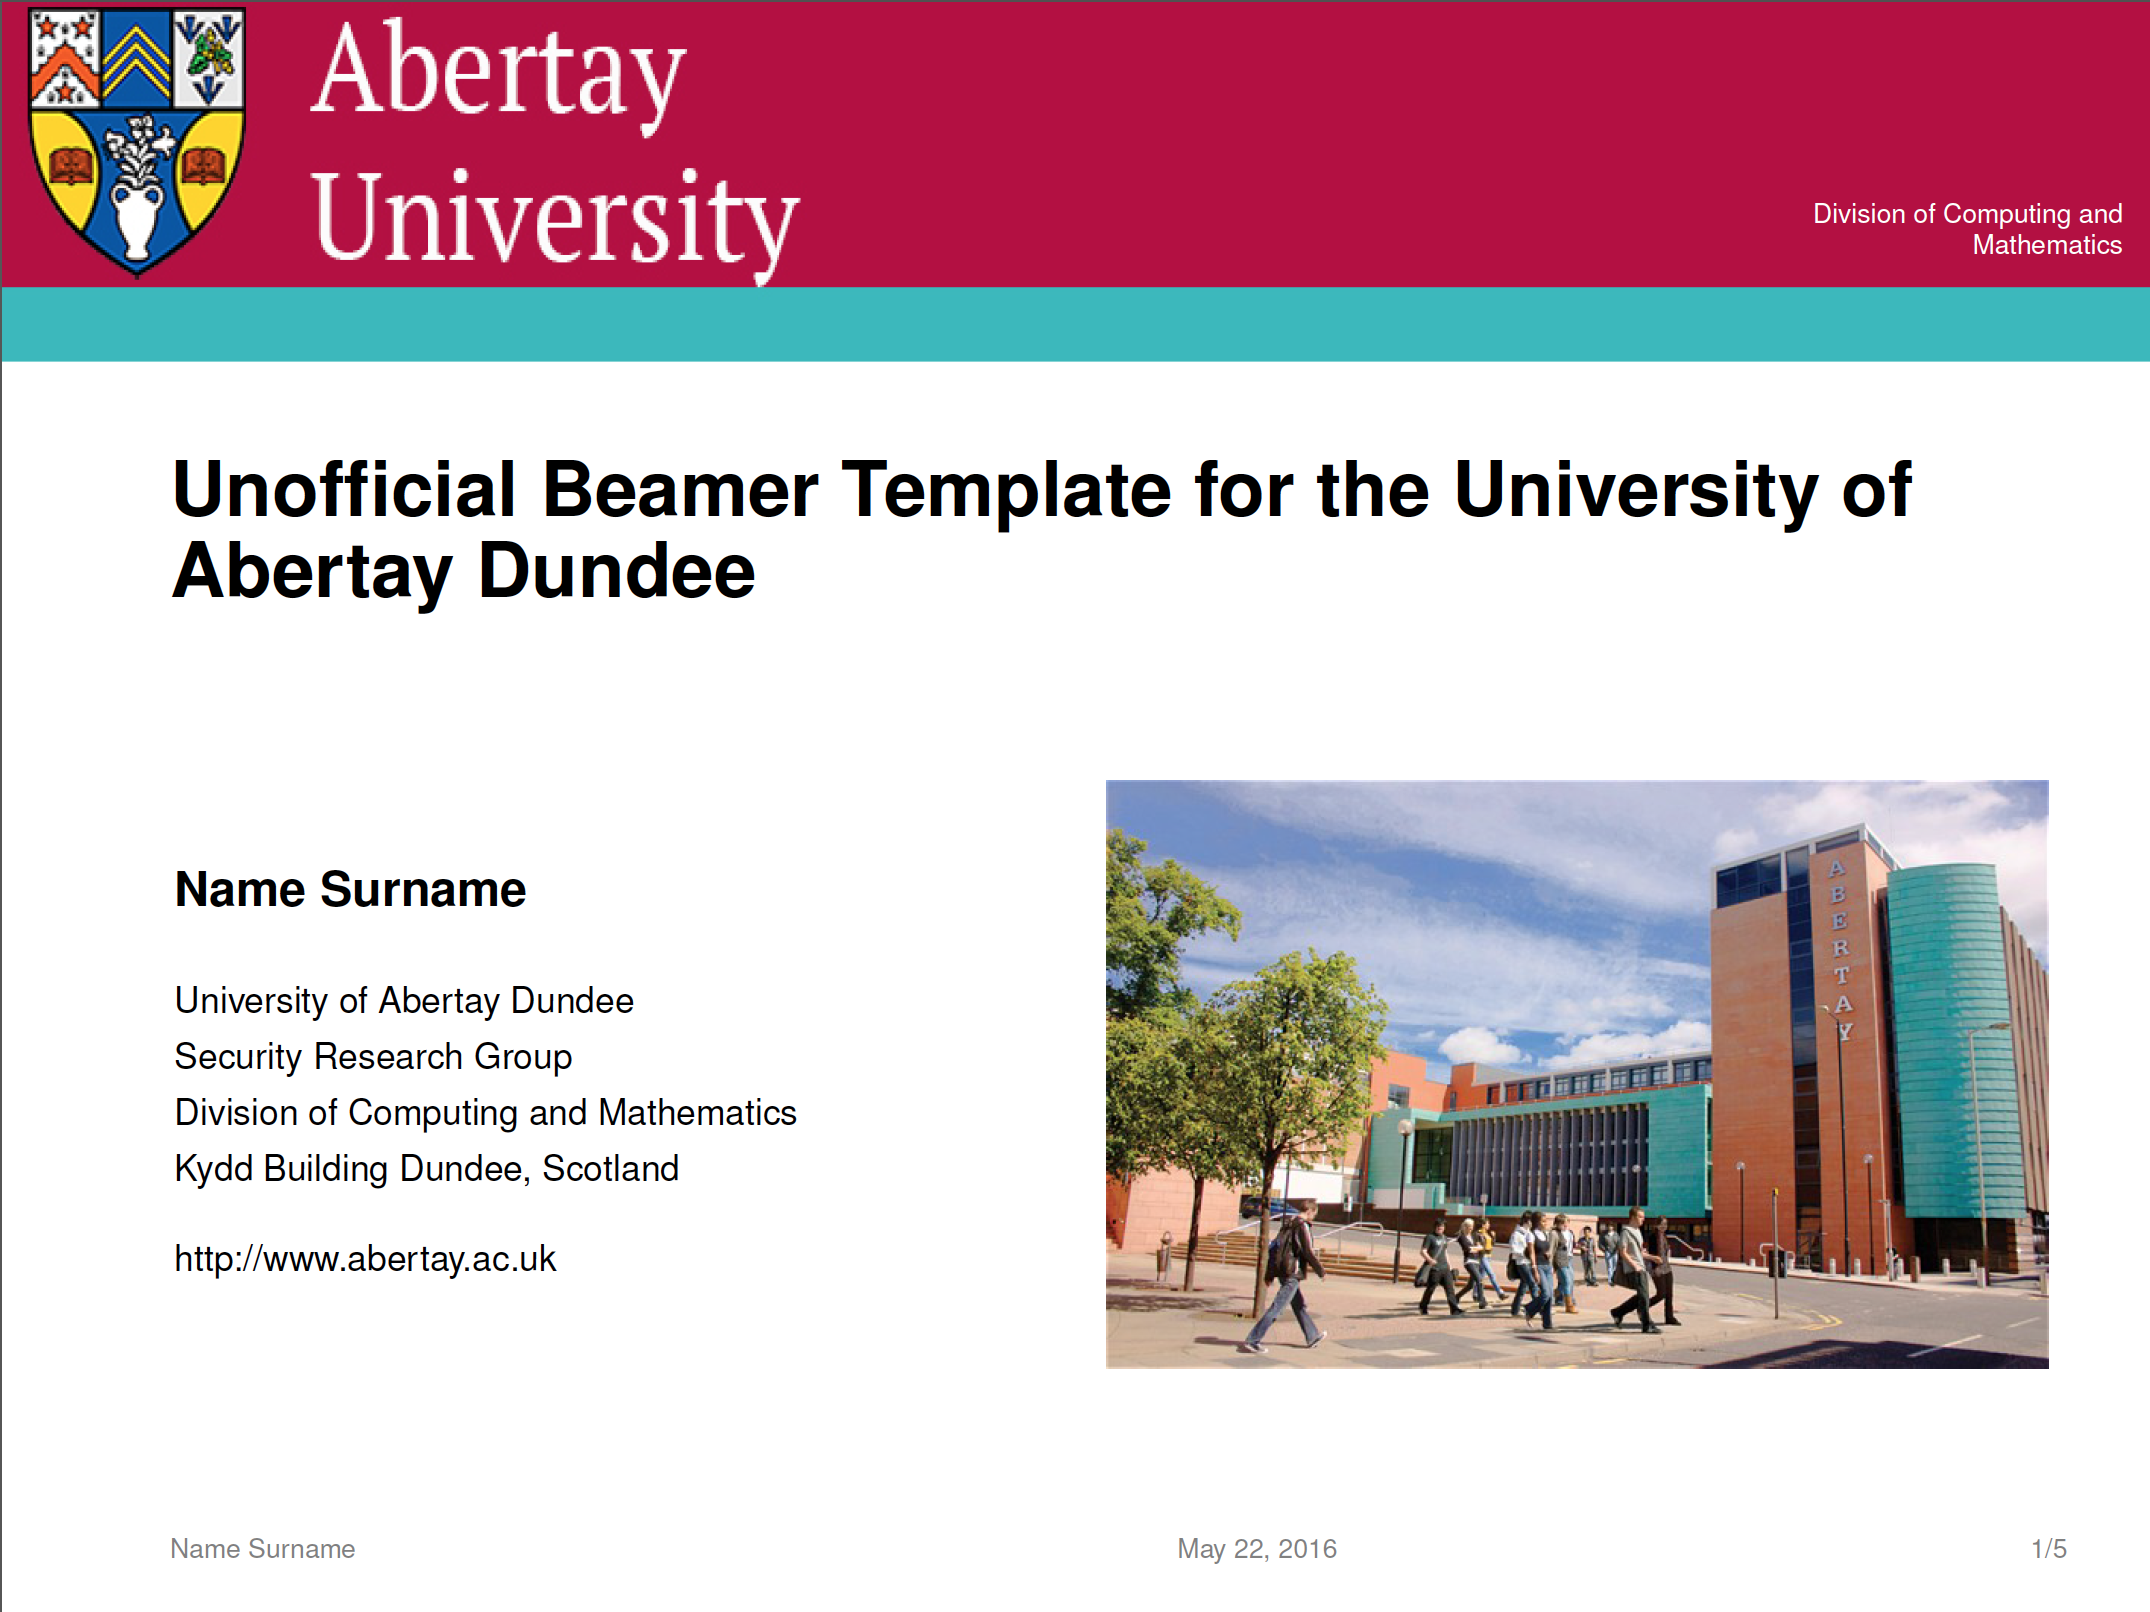 Abertay
University
Division of Computing and
Mathematics
Unofficial Beamer Template for the University of
Abertay Dundee
Name Surname
University of Abertay Dundee
Security Research Group
Division of Computing and Mathematics
Kydd Building Dundee, Scotland
http://www.abertay.ac.uk
ABERTAY
Name Surname
May 22, 2016
1/5